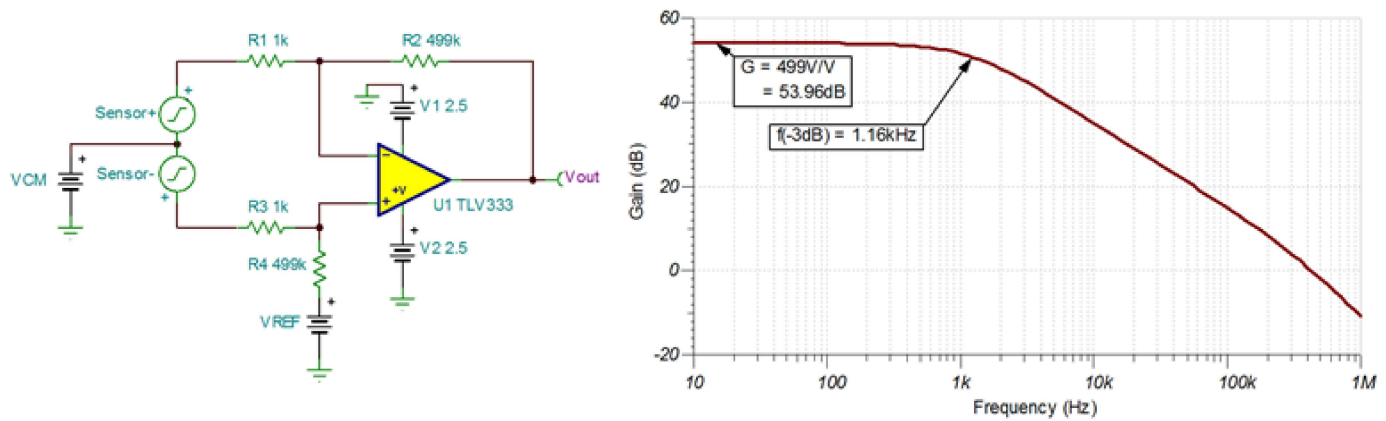 R1 1k
R2 499k
+
Sensor+
V1 2.5
+
VCM
+
Sensor-
+
−
+V
+
Vout
U1 TLV333
R3 1k
+
V2 2.5
R4 499k
+
VREF
60
40
20
0
-20
Gain (dB)
G = 499V/V
= 53.96dB
f(-3dB) = 1.16kHz
10
100
1k
10k
100k
1M
Frequency (Hz)